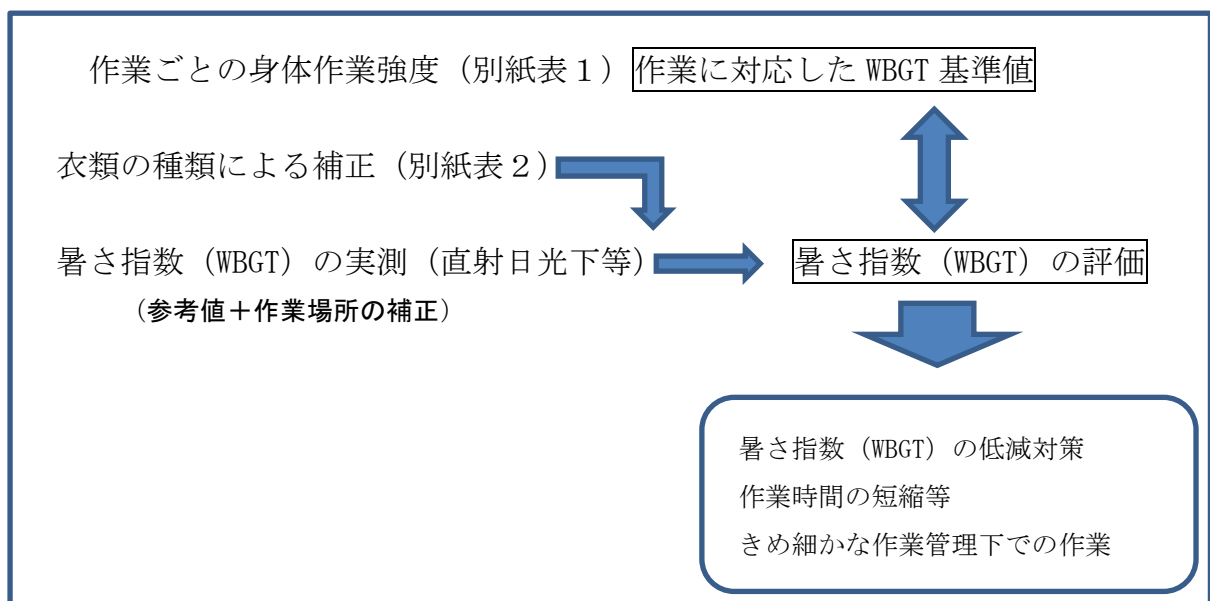 作業ごとの身体作業強度（別紙表１）作業に対応した WBGT 基準値
衣類の種類による補正（別紙表２）
暑さ指数（WBGT）の実測（直射日光下等）
暑さ指数（WBGT）の評価
（参考値＋作業場所の補正）
暑さ指数（WBGT）の低減対策
作業時間の短縮等
きめ細かな作業管理下での作業